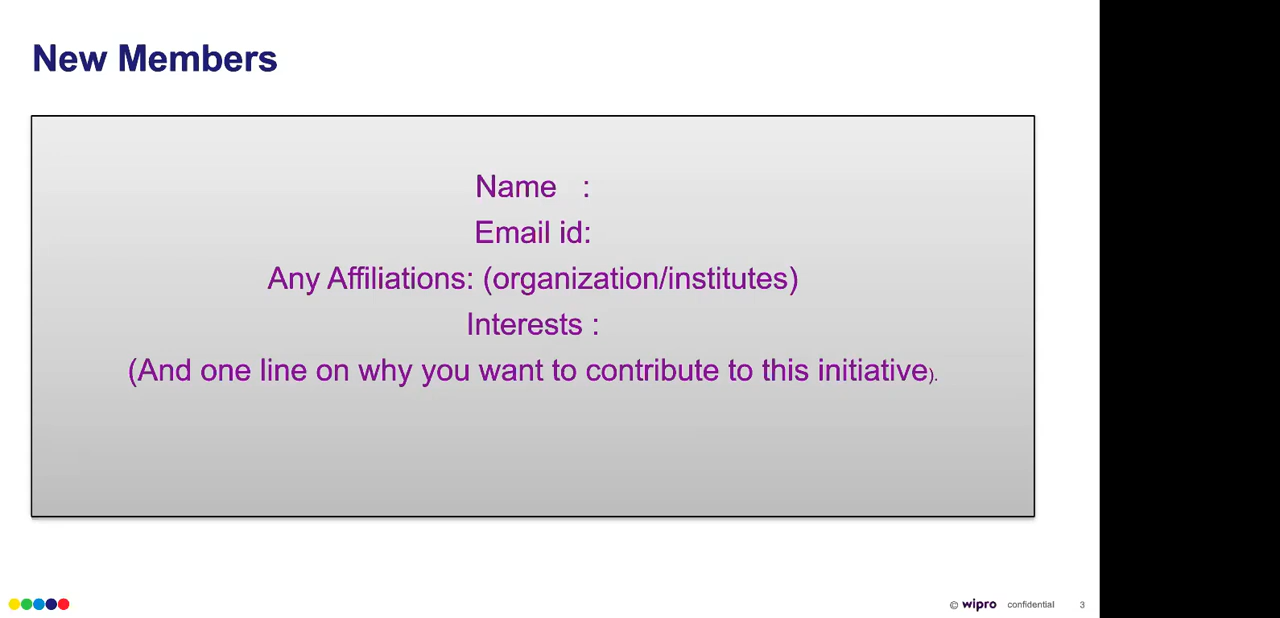 New Members
Name :
Email id:
Any Affiliations: (organization/institutes)
Interests :
(And one line on why you want to contribute to this initiative).
© wipro confidential 3